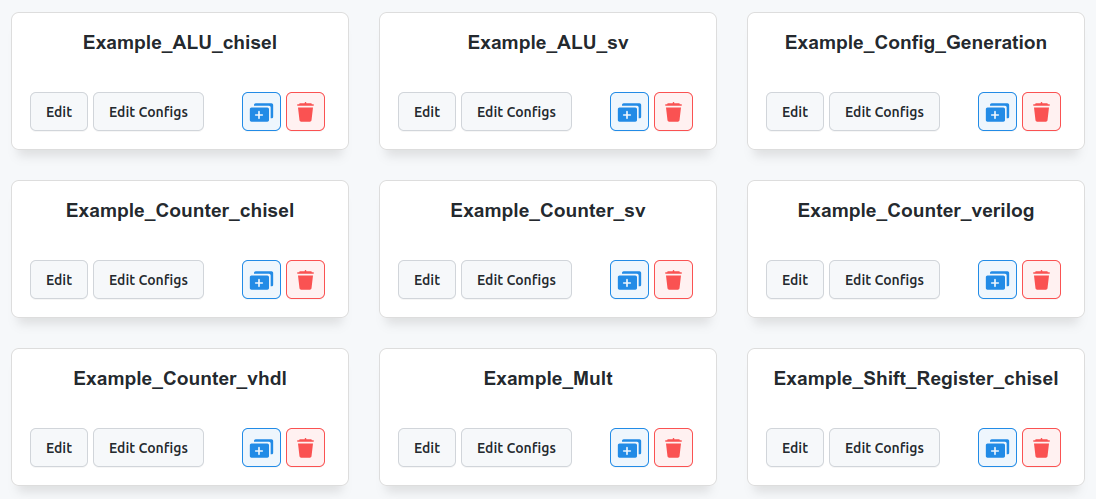 Example_ALU_chisel
Example_ALU_sv
Example_Config_Generation
Edit Edit Configs
Edit Edit Configs
Edit Edit Configs
Example_Counter_chisel
Example_Counter_sv
Example_Counter_verilog
Edit Edit Configs
Edit Edit Configs
Edit Edit Configs
Example_Counter_vhdl
Example_Mult
Example_Shift_Register_chisel
Edit Edit Configs
Edit Edit Configs
Edit Edit Configs